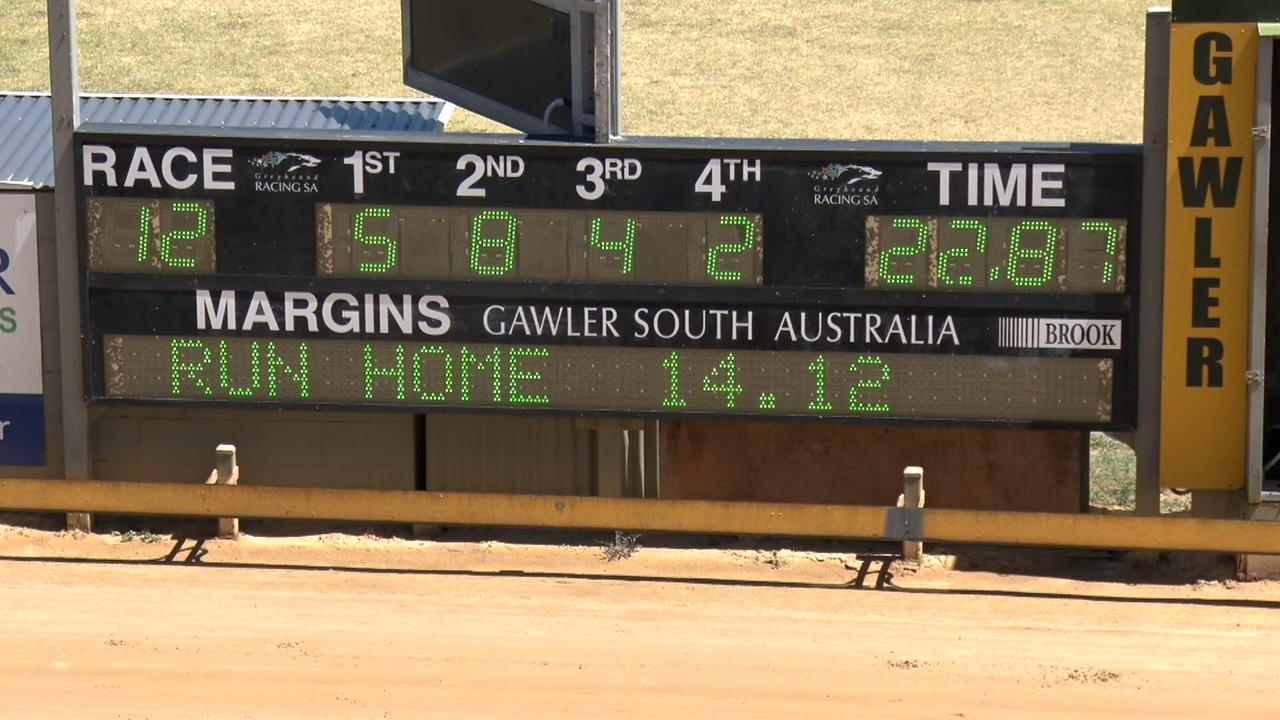 RACE Greyhound RACING SA 1ST 2ND 3RD 4TH Greyhound RACING SA TIME
12 5 8 4 2 22.87
MARGINS GAWLER SOUTH AUSTRALIA BROOK
RUN HOME 14.12
GAWLER
R
S
r